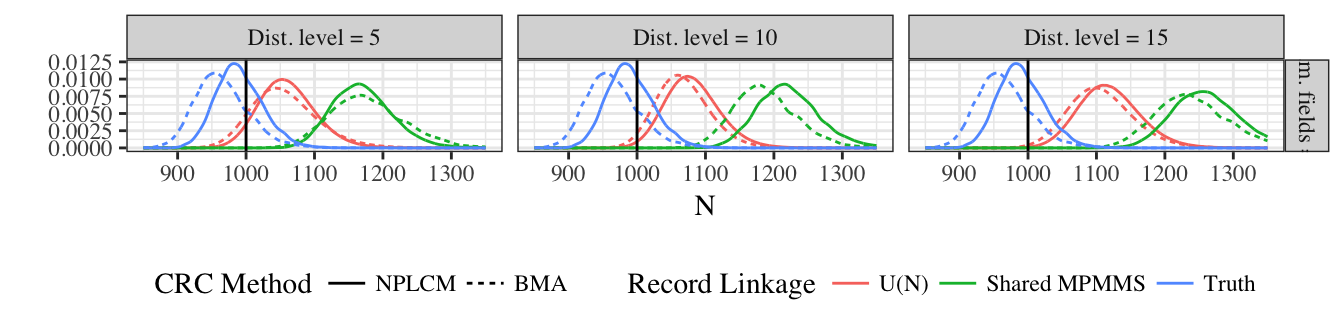 Dist. level = 5
Dist. level = 10
Dist. level = 15
0.0125
0.0100
0.0075
0.0050
0.0025
0.0000
m. fields :
900 1000 1100 1200 1300
900 1000 1100 1200 1300
900 1000 1100 1200 1300
N
CRC Method NPLCM BMA Record Linkage U(N) Shared MPMMS Truth